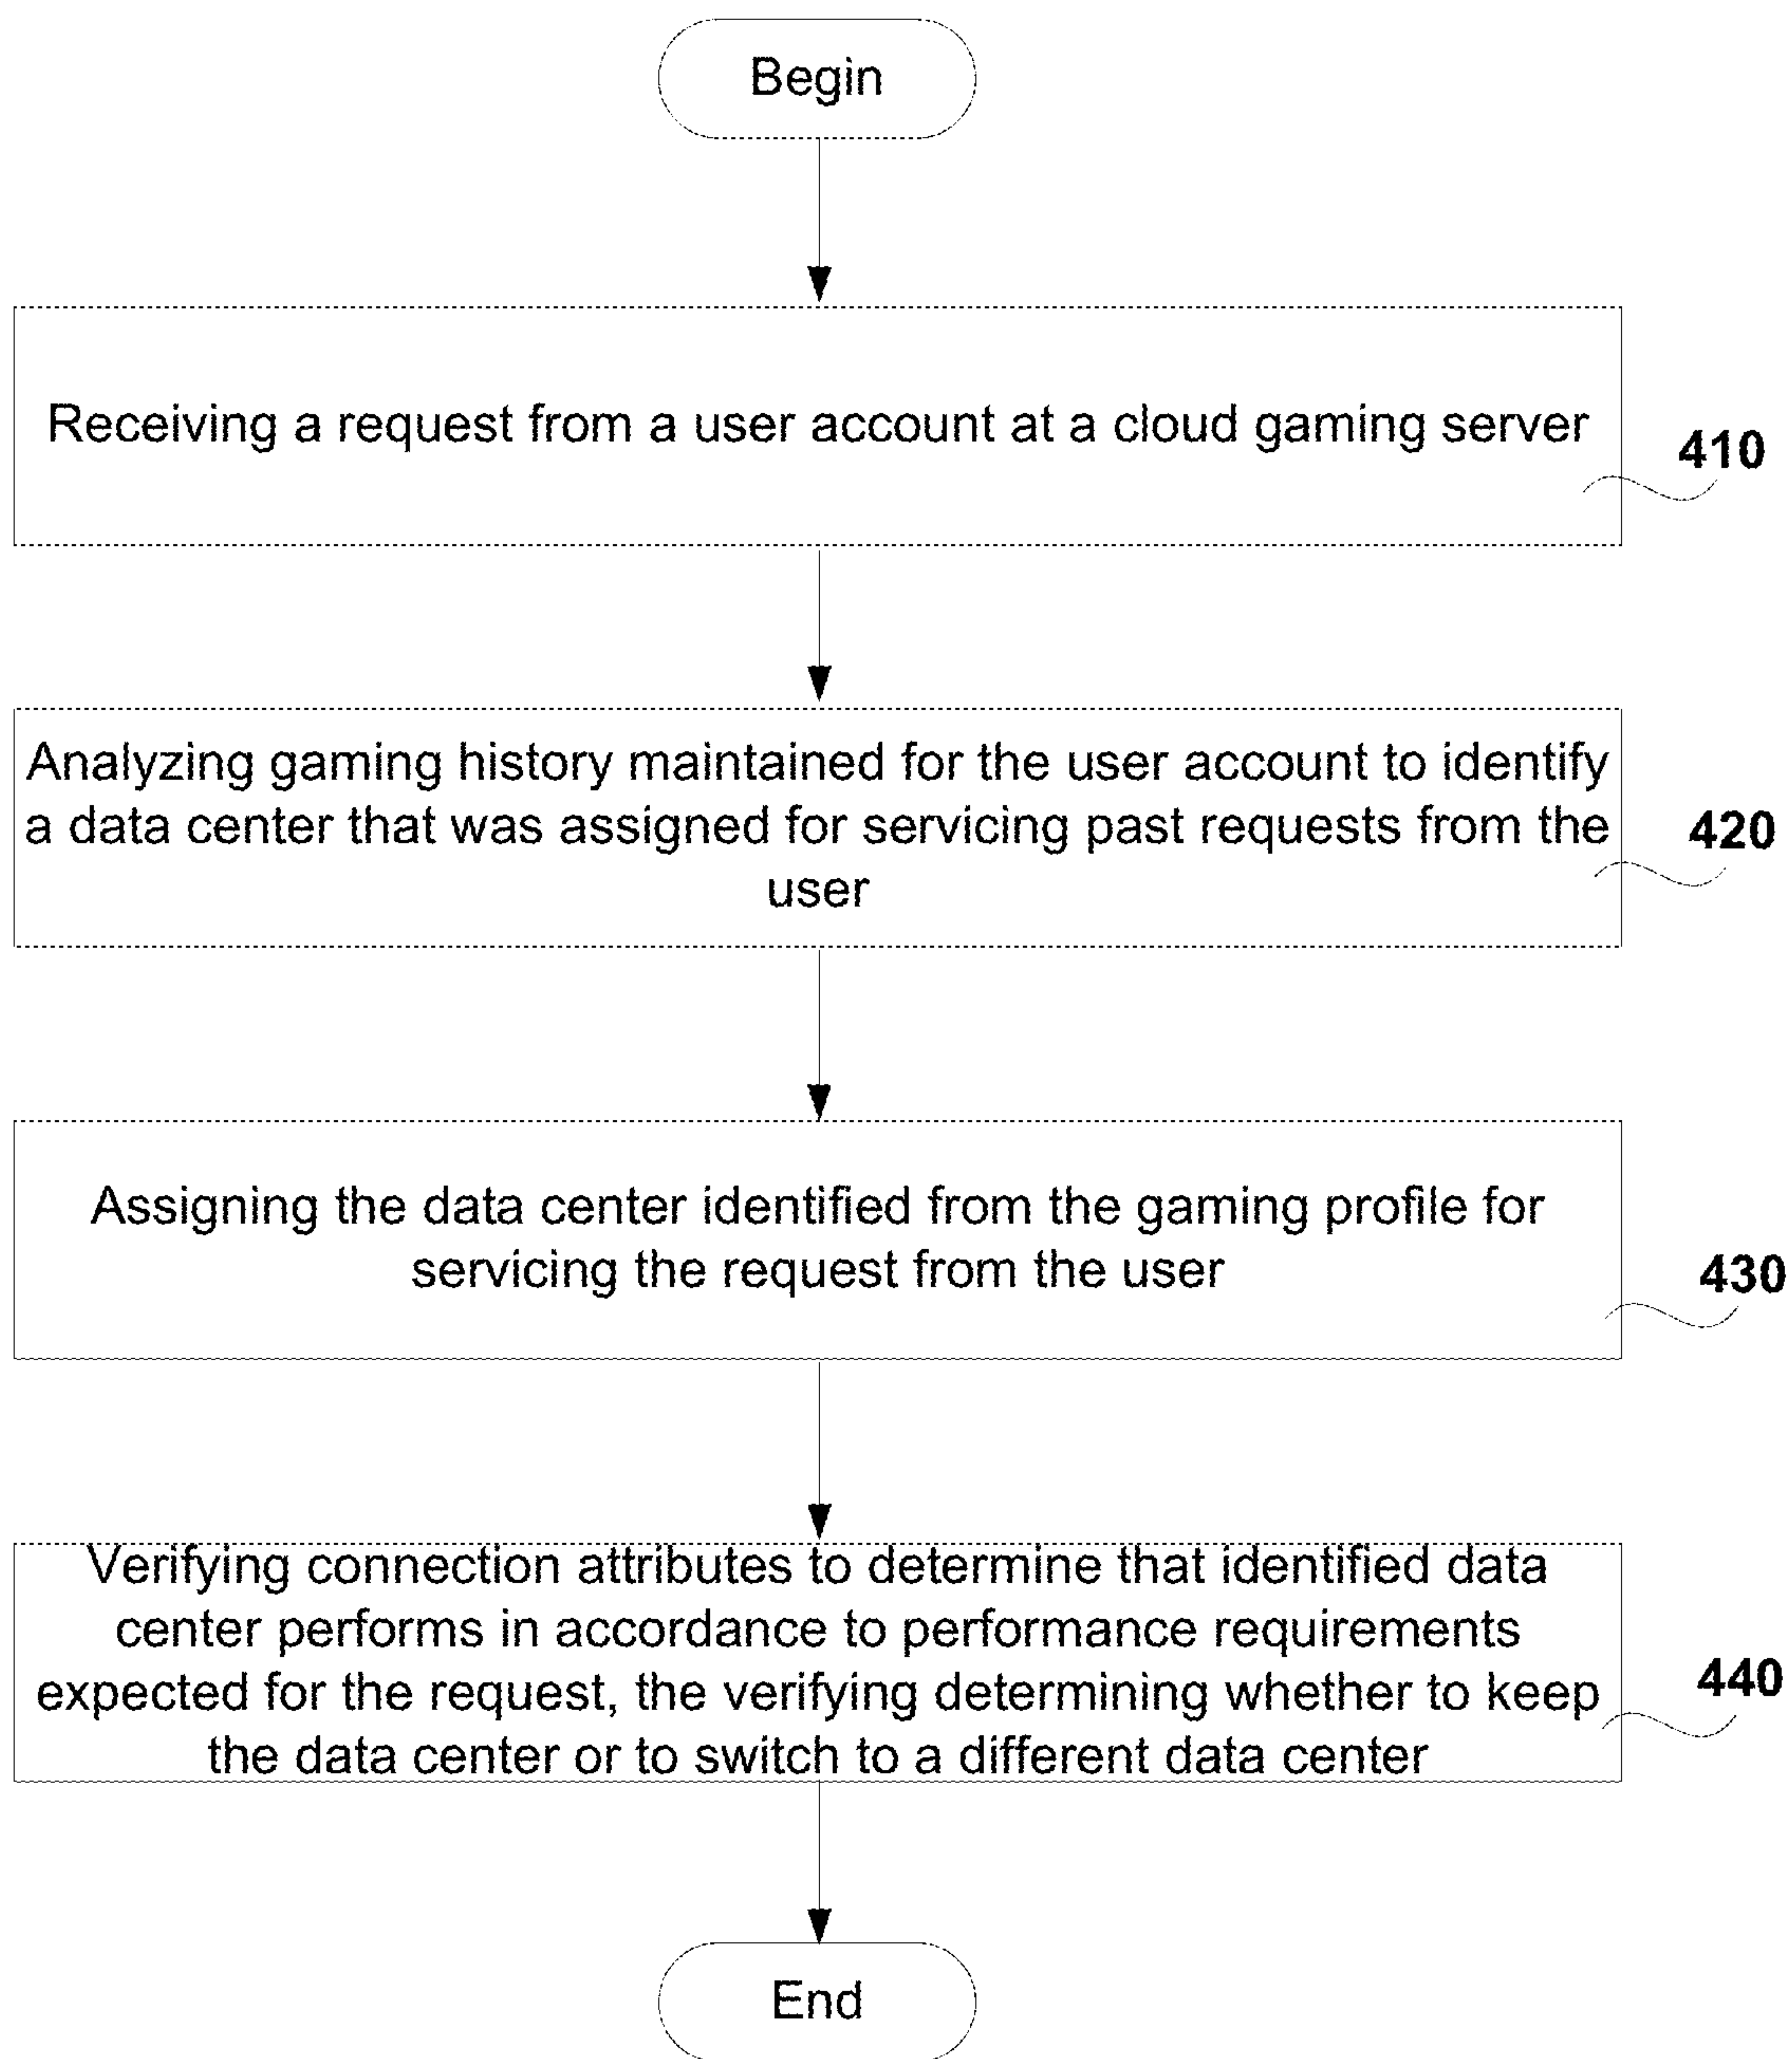 Begin
Receiving a request from a user account at a cloud gaming server
410
Analyzing gaming history maintained for the user account to identify
a data center that was assigned for servicing past requests from the
user
420
Assigning the data center identified from the gaming profile for
servicing the request from the user
430
Verifying connection attributes to determine that identified data
center performs in accordance to performance requirements
expected for the request, the verifying determining whether to keep
the data center or to switch to a different data center
440
End